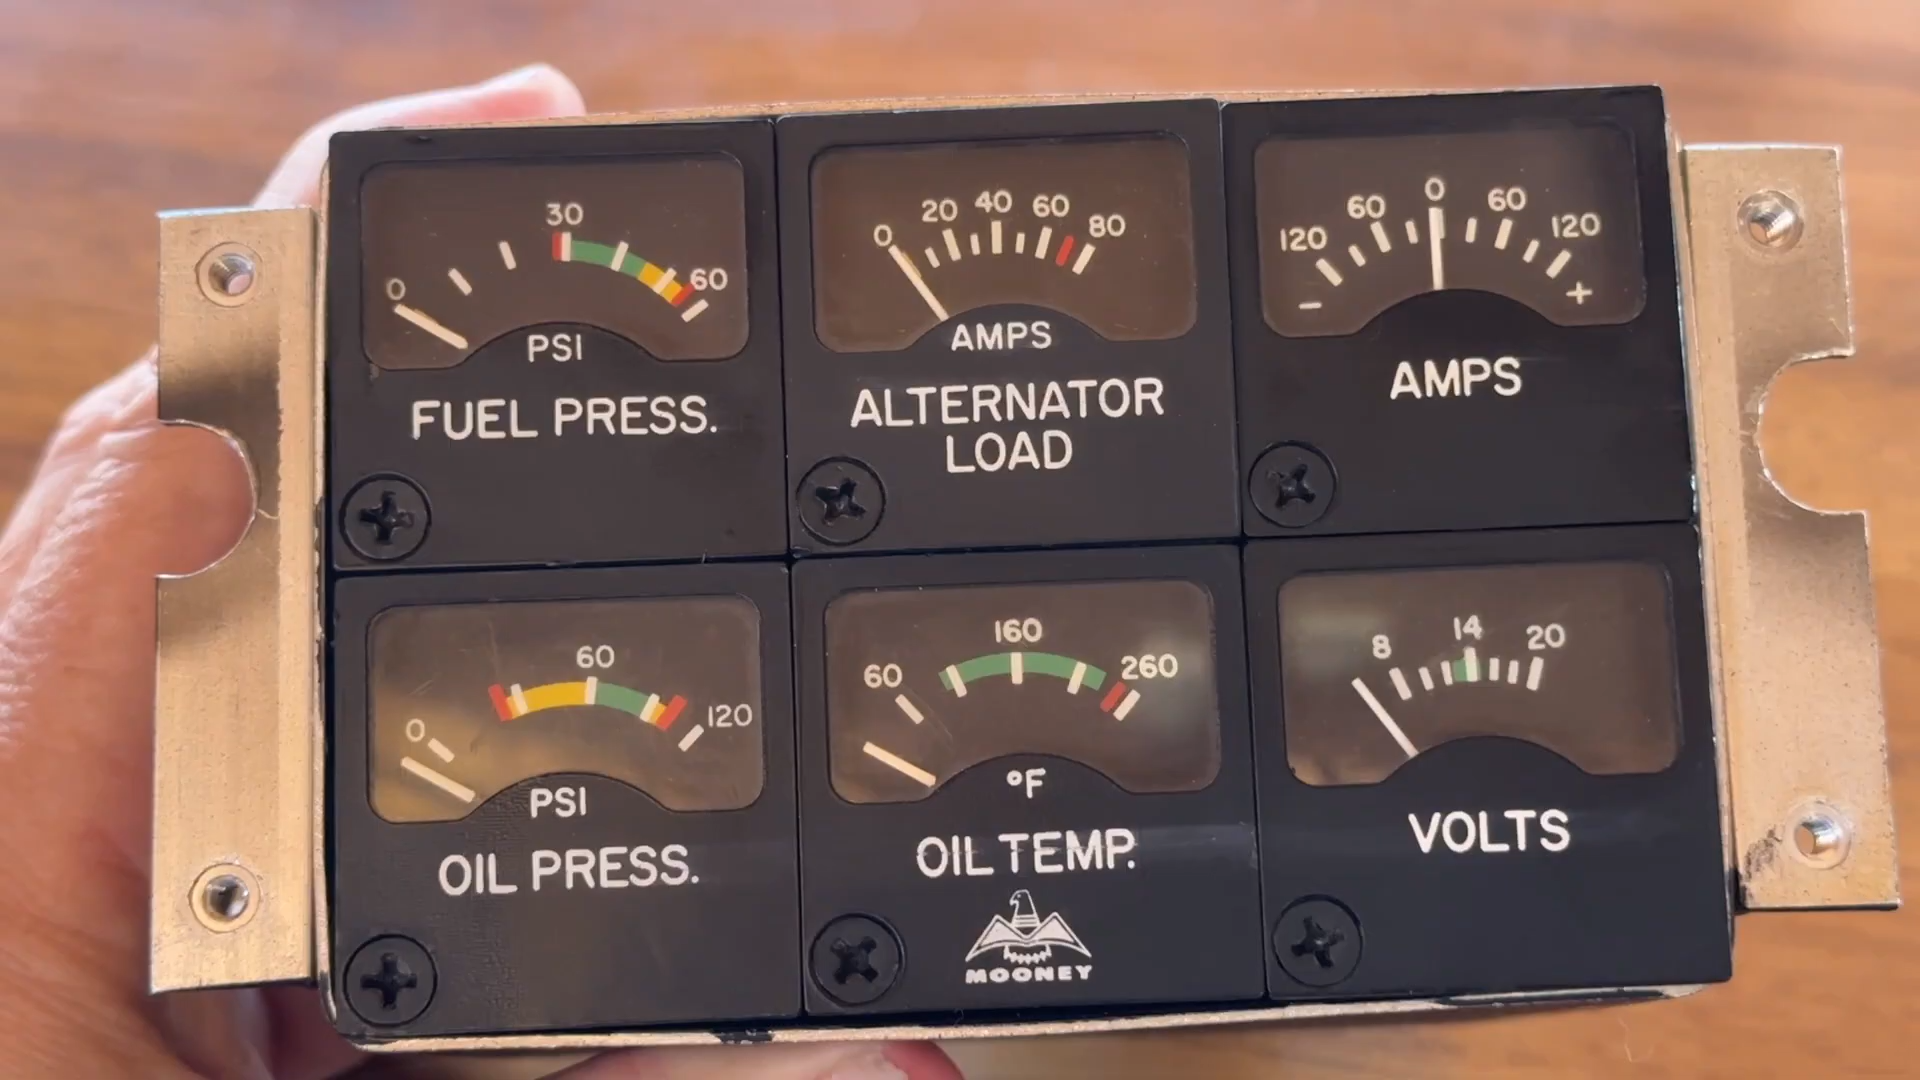 30
0
60
PSI
FUEL PRESS.
0
20
40
60
80
AMPS
ALTERNATOR
LOAD
120
60
0
60
120
-
+
AMPS
0
60
120
PSI
OIL PRESS.
60
160
260
°F
OIL TEMP.
MOONEY
8
14
20
VOLTS